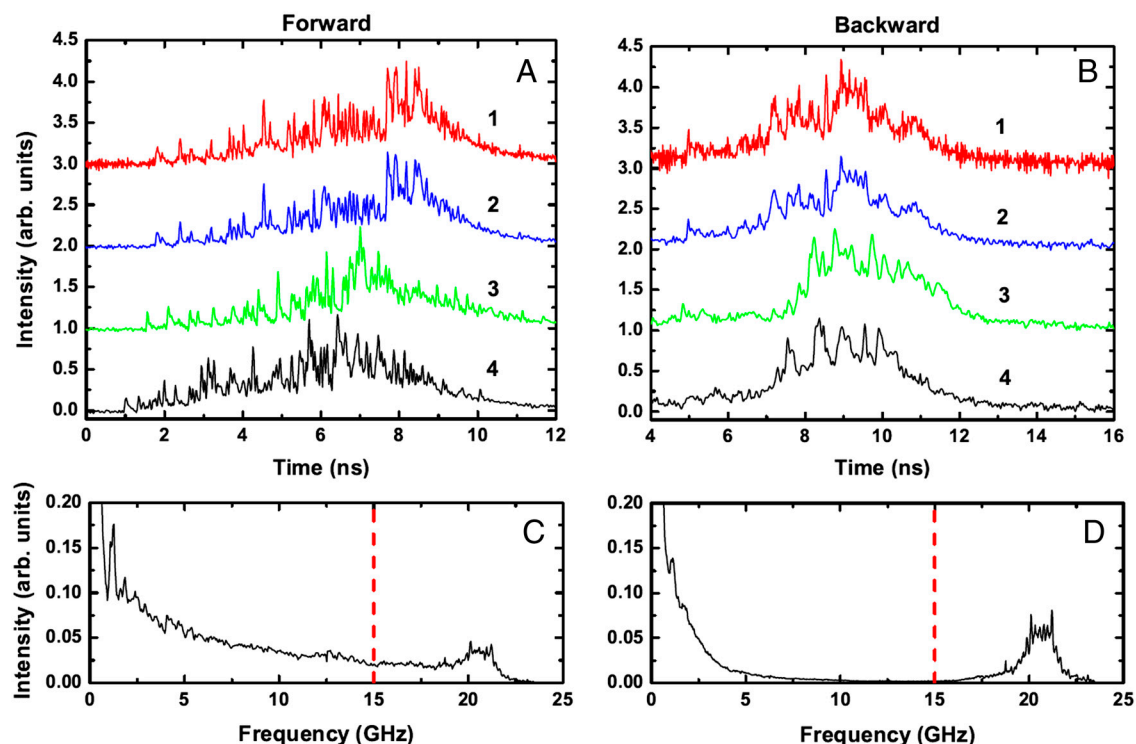 Forward
Backward
Intensity (arb. units)
4.5
4.0
3.5
3.0
2.5
2.0
1.5
1.0
0.5
0.0
A
1
2
3
4
0 2 4 6 8 10 12
Time (ns)
4.5
4.0
3.5
3.0
2.5
2.0
1.5
1.0
0.5
0.0
B
1
2
3
4
4 6 8 10 12 14 16
Time (ns)
Intensity (arb. units)
0.20
0.15
0.10
0.05
0.00
C
0 5 10 15 20 25
Frequency (GHz)
0.20
0.15
0.10
0.05
0.00
D
0 5 10 15 20 25
Frequency (GHz)